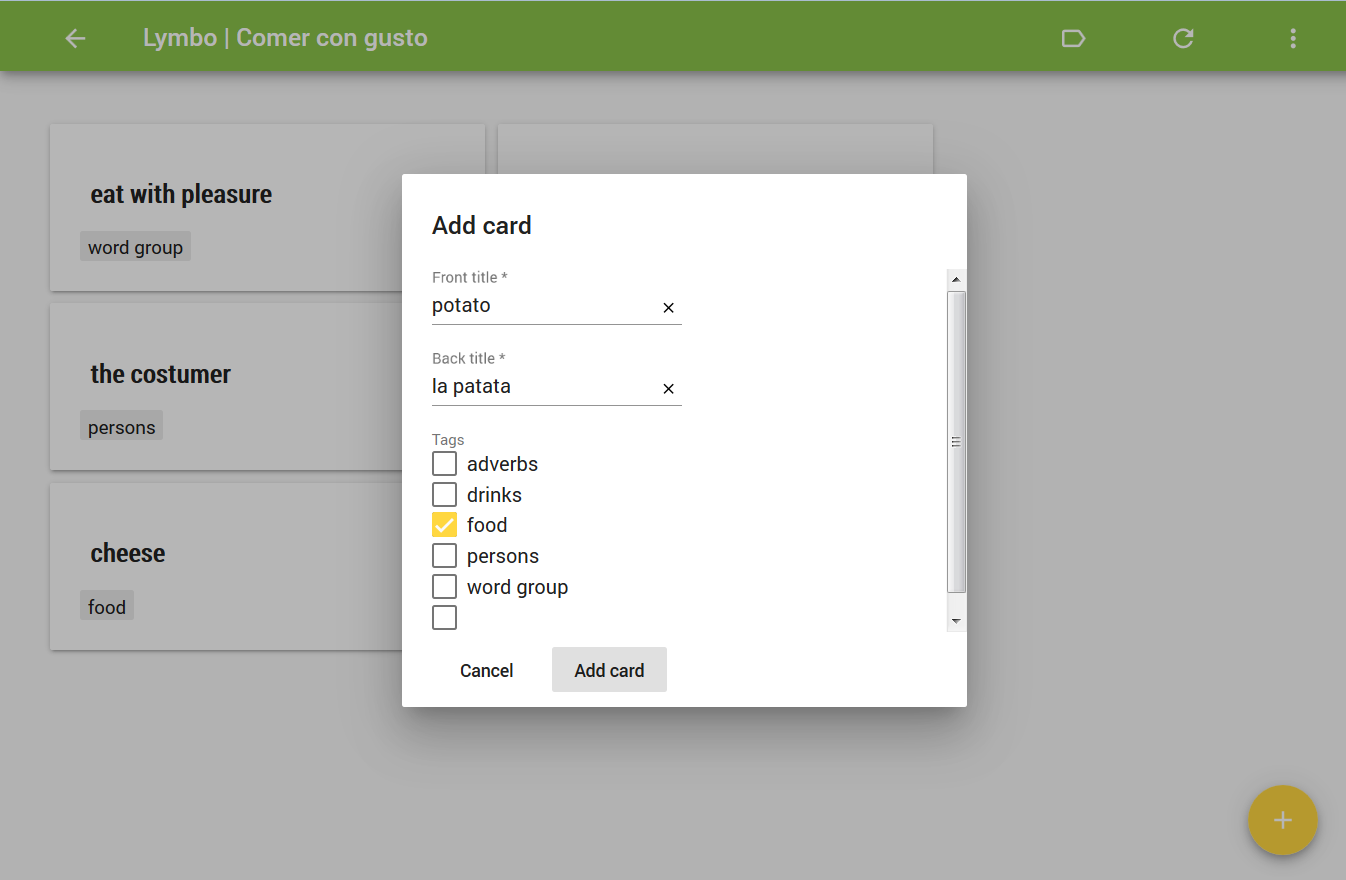 Lymbo | Comer con gusto
eat with pleasure
word group
the costumer
persons
cheese
food
Add card
Front title *
potato
Back title *
la patata
Tags
adverbs
drinks
food
persons
word group
Cancel
Add card